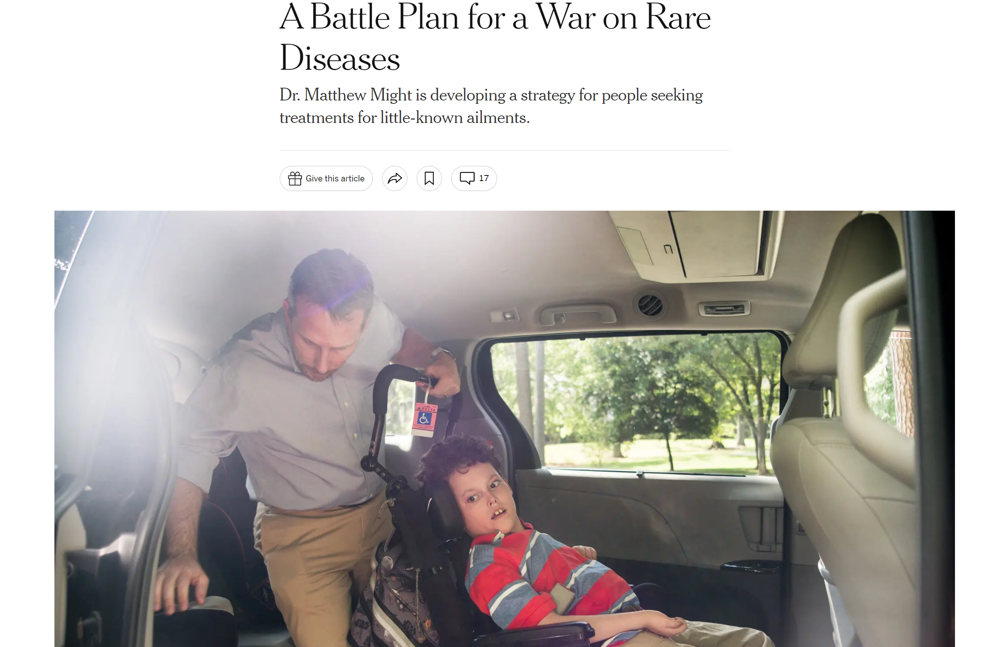 A Battle Plan for a War on Rare
Diseases
Dr. Matthew Might is developing a strategy for people seeking
treatments for little-known ailments.
Give this article
17
DELTA